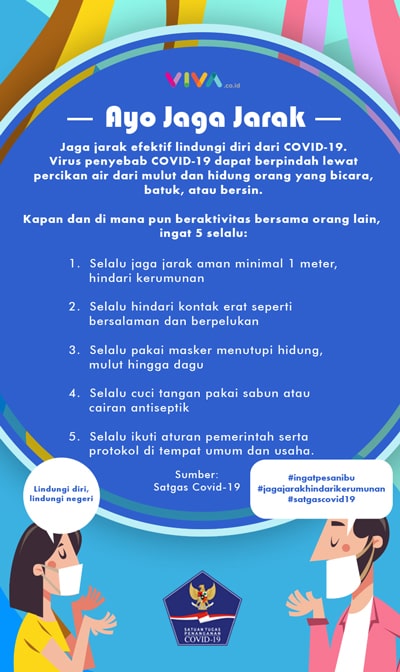 VIVA.co.id
— Ayo Jaga Jarak —
Jaga jarak efektif lindungi diri dari COVID-19.
Virus penyebab COVID-19 dapat berpindah lewat
percikan air dari mulut dan hidung orang yang bicara,
batuk, atau bersin.
Kapan dan di mana pun beraktivitas bersama orang lain,
ingat 5 selalu:
1. Selalu jaga jarak aman minimal 1 meter,
hindari kerumunan
2. Selalu hindari kontak erat seperti
bersalaman dan berpelukan
3. Selalu pakai masker menutupi hidung,
mulut hingga dagu
4. Selalu cuci tangan pakai sabun atau
cairan antiseptik
5. Selalu ikuti aturan pemerintah serta
protokol di tempat umum dan usaha.
Sumber:
Satgas Covid-19
Lindungi diri,
lindungi negeri
#ingatpesanibu
#jagajarakhindarikerumunan
#satgascovid19
SATUAN TUGAS
PENANGANAN
COVID-19